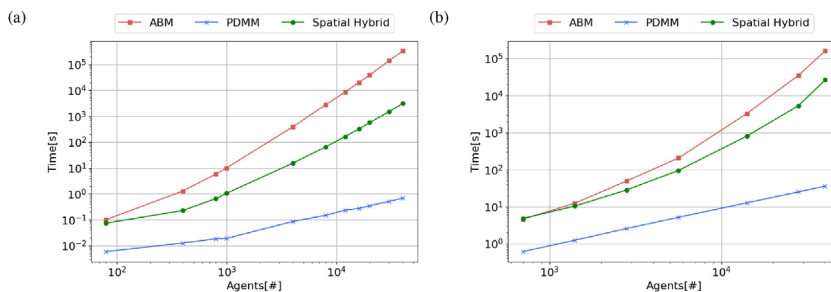 (a)
ABM PDMM Spatial Hybrid
10^5
10^4
10^3
10^2
10^1
10^0
10^-1
10^-2
Time[s]
10^2 10^3 10^4
Agents[#]
(b)
ABM PDMM Spatial Hybrid
10^5
10^4
10^3
10^2
10^1
10^0
Time[s]
10^3 10^4
Agents[#]